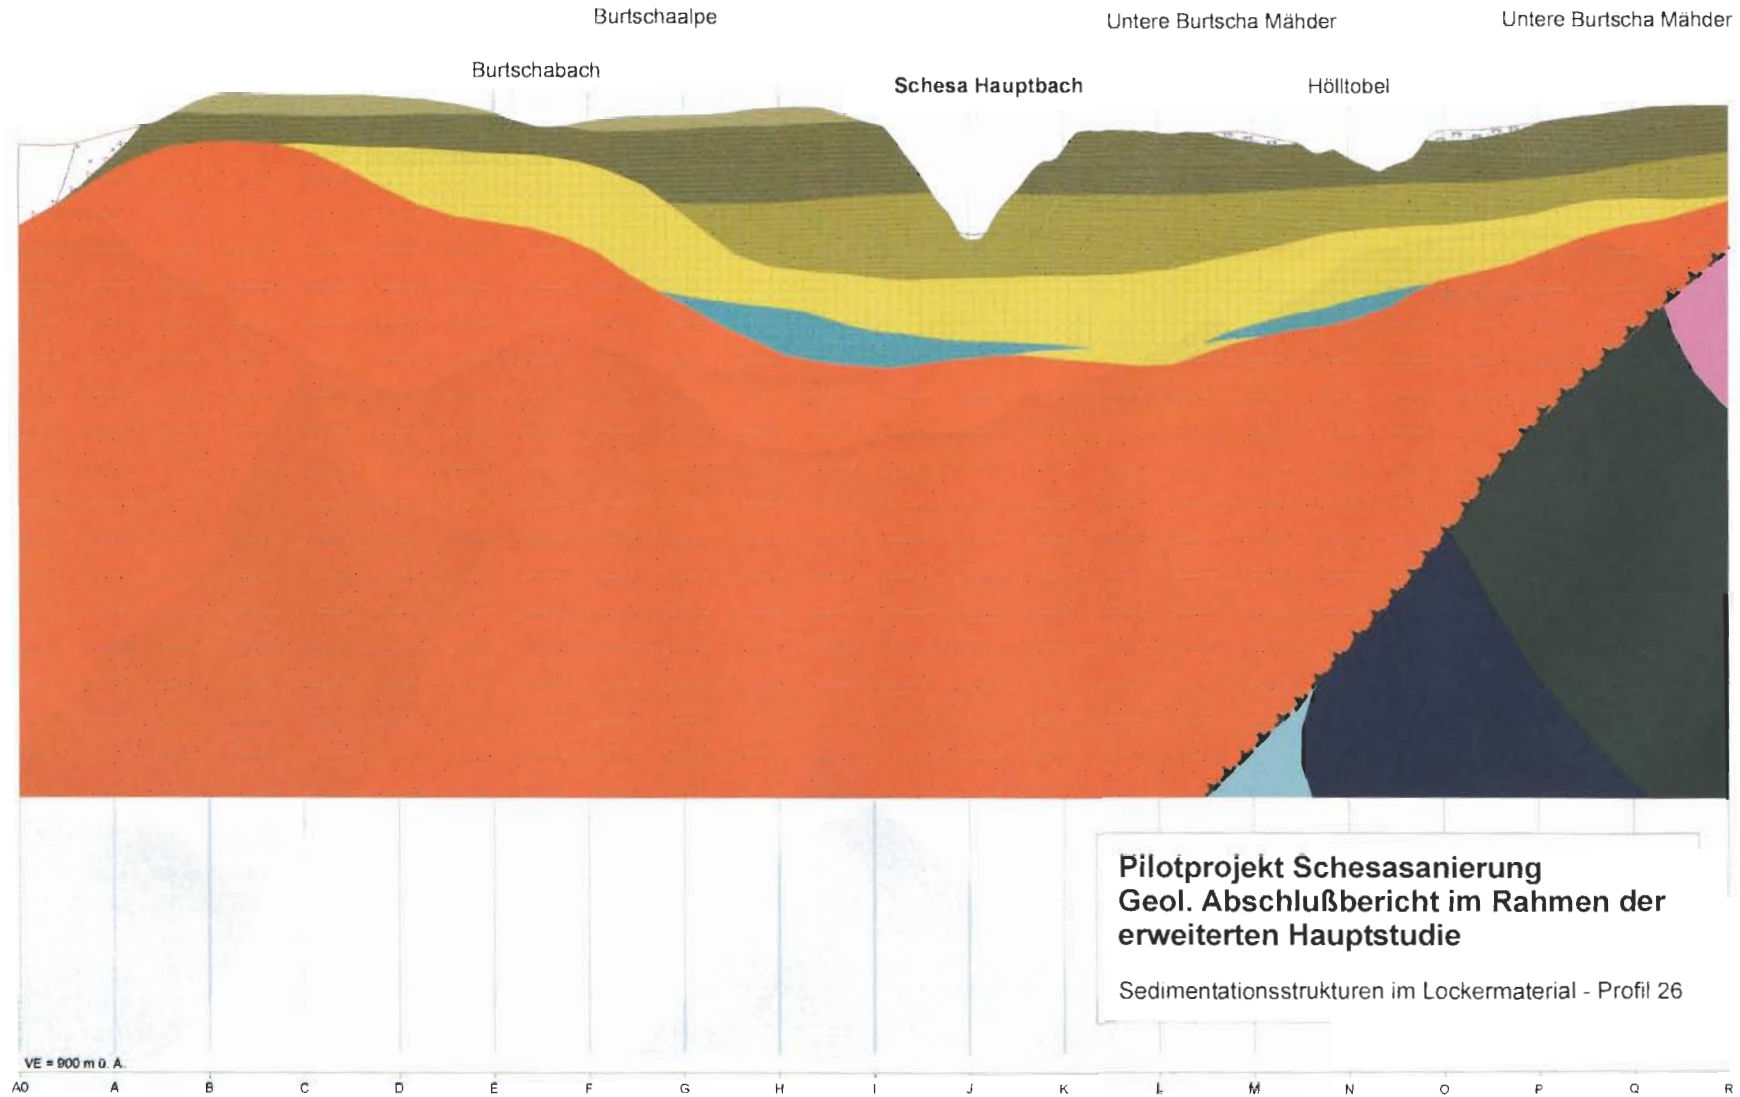 Burtschaalpe
Untere Burtscha Mähder
Untere Burtscha Mähder
Burtschabach
Schesa Hauptbach
Hölltobel
Pilotprojekt Schesasanierung
Geol. Abschlußbericht im Rahmen der
erweiterten Hauptstudie
Sedimentationsstrukturen im Lockermaterial - Profil 26
VE = 900 m ü. A.
A0 A B C D E F G H I J K L M N O P Q R